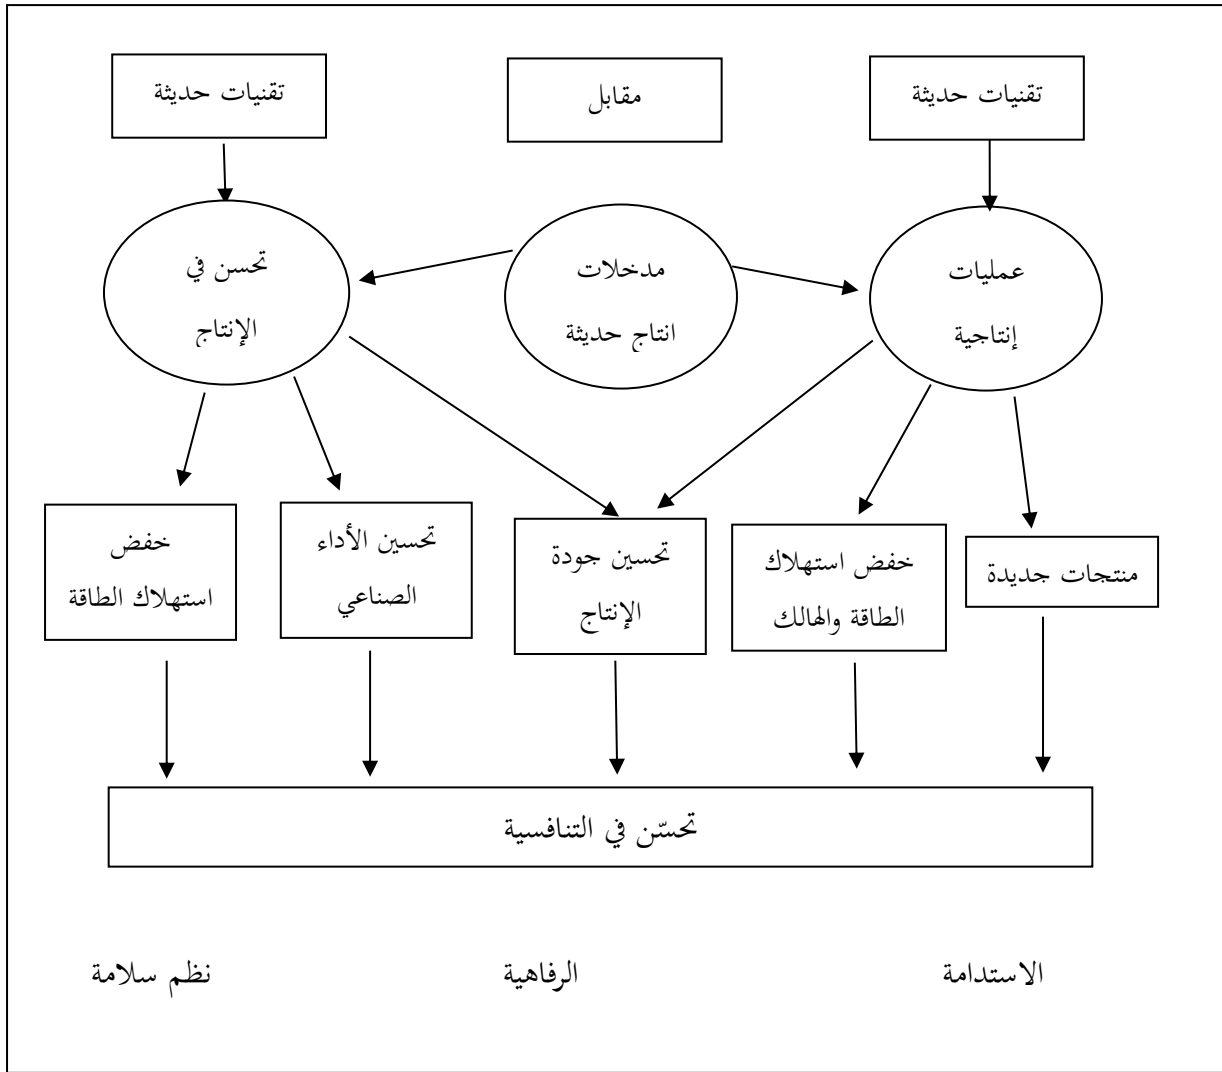 تقنيات حديثة
مقابل
تقنيات حديثة
عمليات
إنتاجية
مدخلات
انتاج حديثة
تحسن في
الإنتاج
منتجات جديدة
خفض استهلاك
الطاقة والهالك
تحسين جودة
الإنتاج
تحسين الأداء
الصناعي
خفض
استهلاك الطاقة
تحسّن في التنافسية
الاستدامة
الرفاهية
نظم سلامة